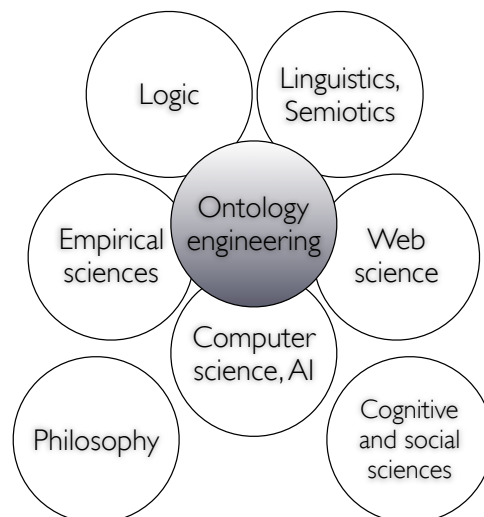 Logic
Linguistics,
Semiotics
Ontology
engineering
Empirical
sciences
Web
science
Computer
science, AI
Philosophy
Cognitive
and social
sciences